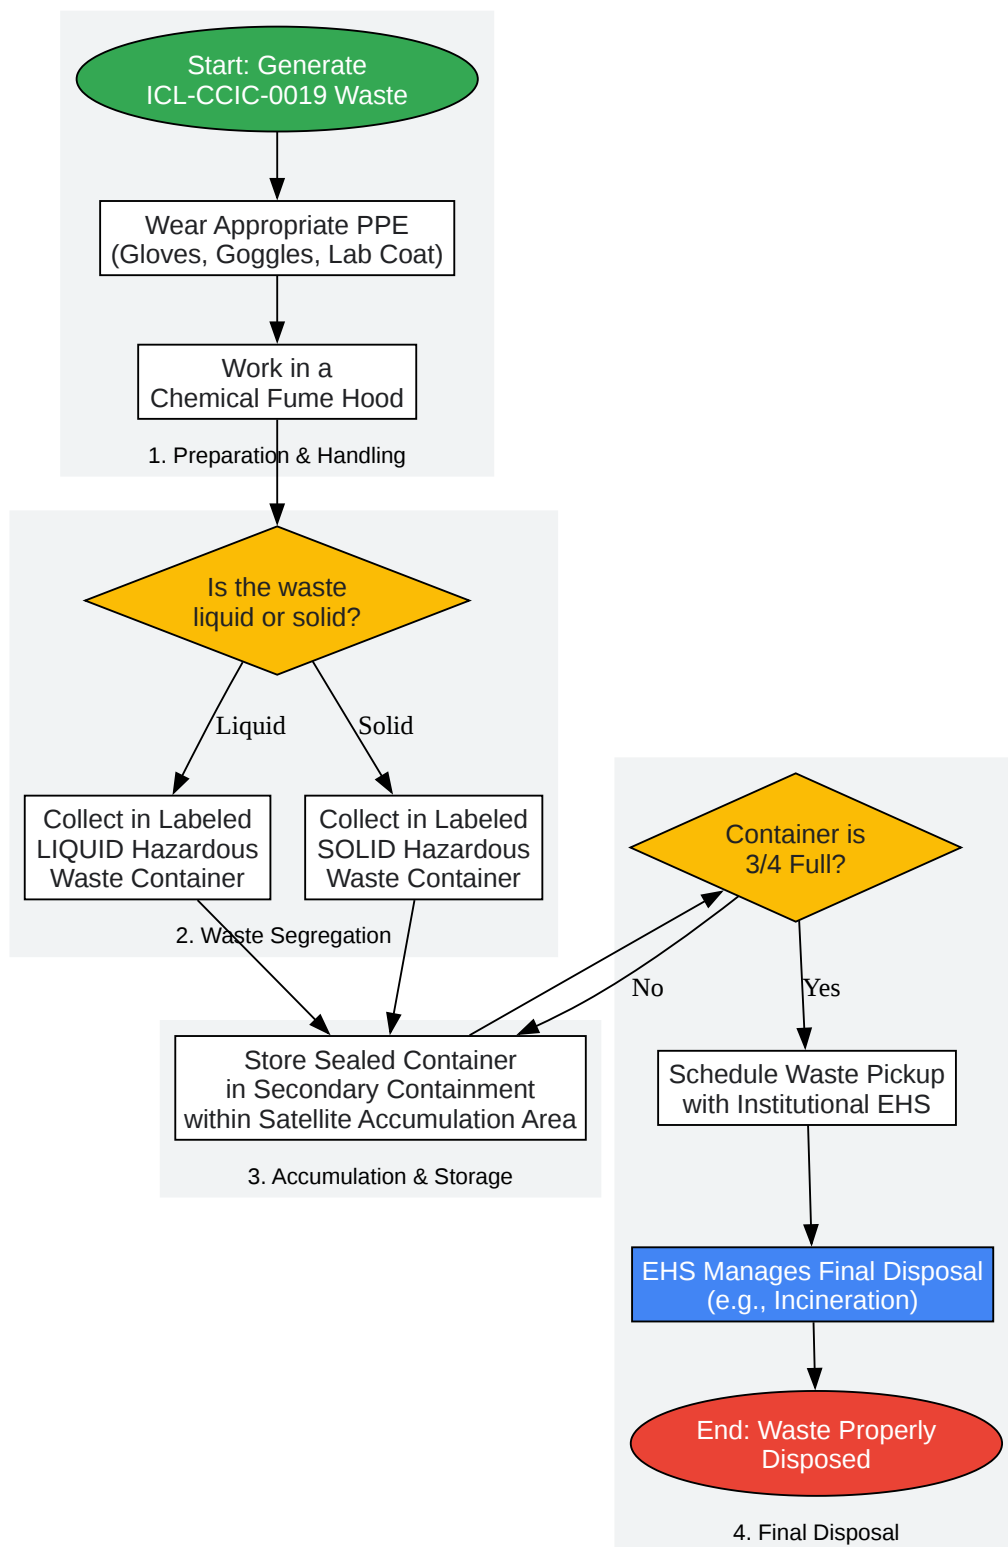 Start: Generate
ICL-CCIC-0019 Waste
Wear Appropriate PPE
(Gloves, Goggles, Lab Coat)
Work in a
Chemical Fume Hood
1. Preparation & Handling
Is the waste
liquid or solid?
Liquid
Solid
Collect in Labeled
LIQUID Hazardous
Waste Container
Collect in Labeled
SOLID Hazardous
Waste Container
2. Waste Segregation
Store Sealed Container
in Secondary Containment
within Satellite Accumulation Area
3. Accumulation & Storage
Container is
3/4 Full?
No
Yes
Schedule Waste Pickup
with Institutional EHS
EHS Manages Final Disposal
(e.g., Incineration)
End: Waste Properly
Disposed
4. Final Disposal